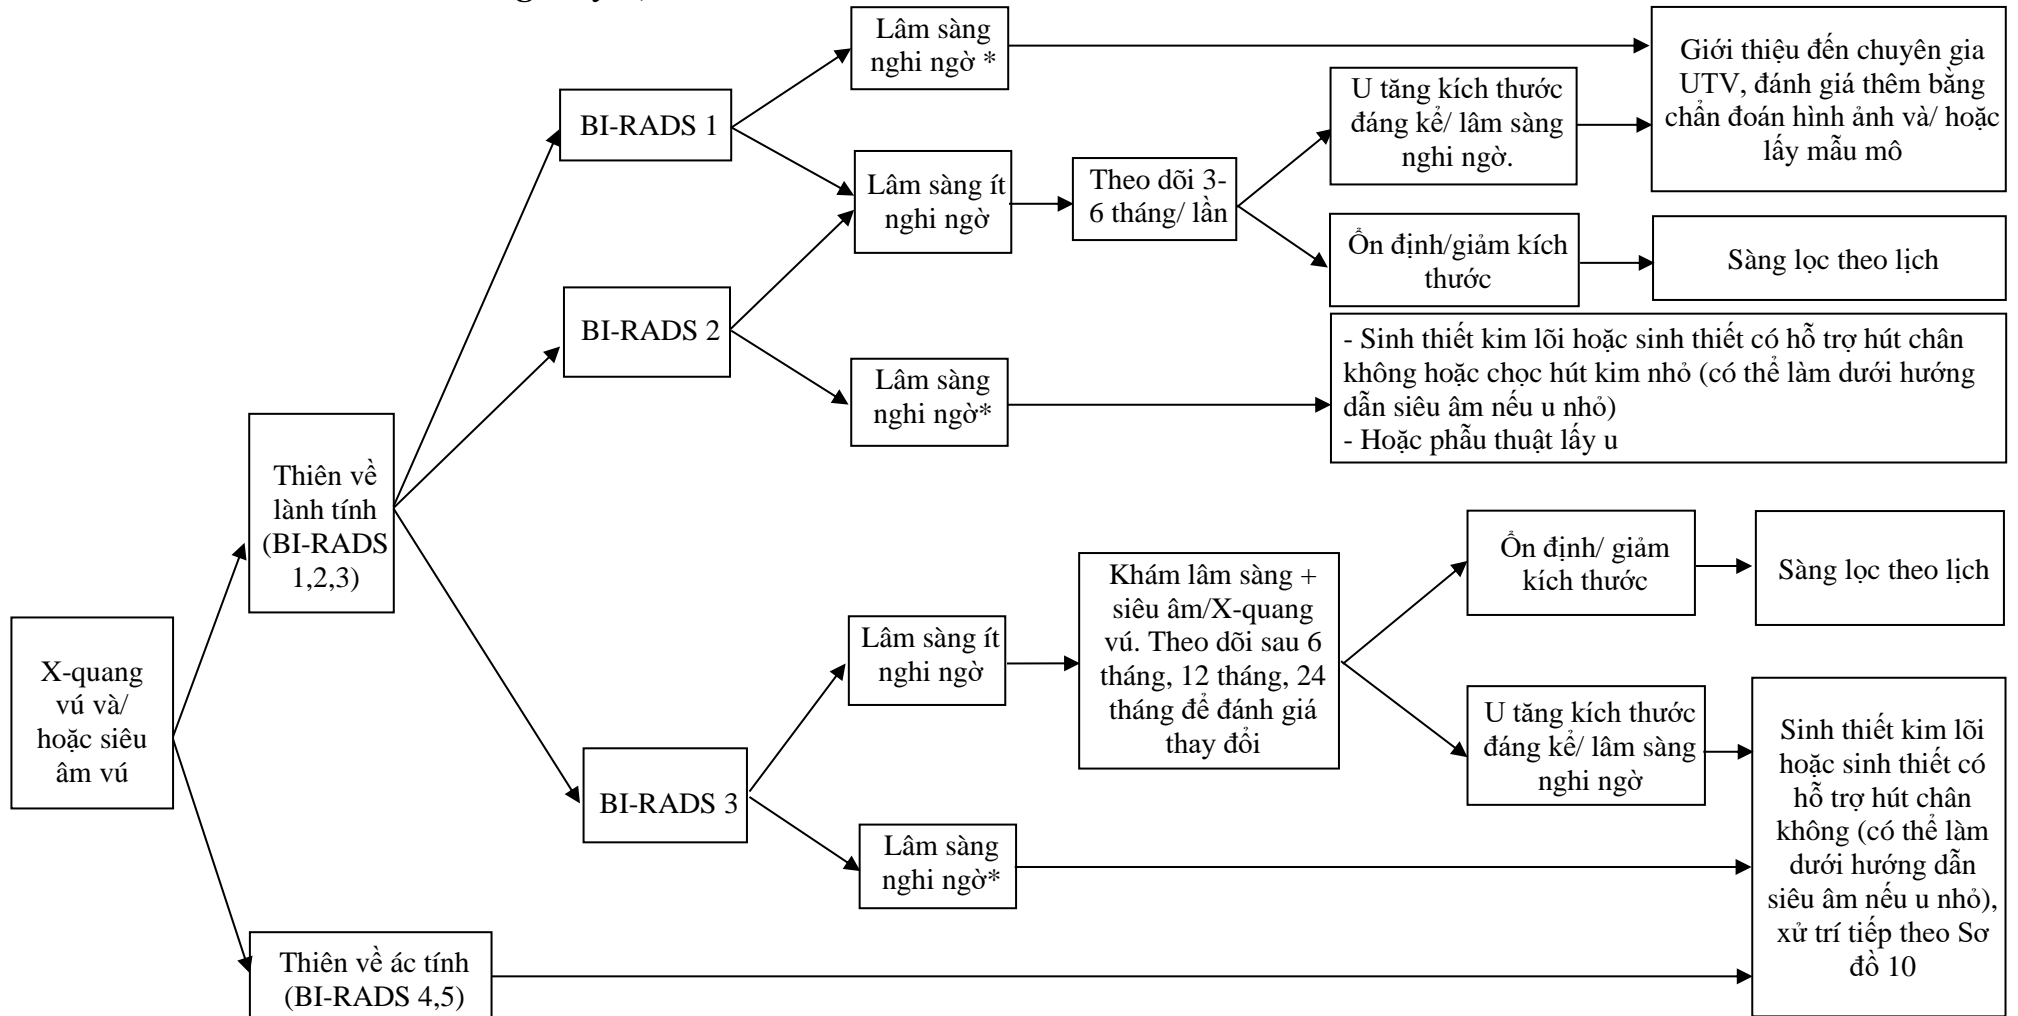 Lâm sàng
nghi ngờ *
Giới thiệu đến chuyên gia
UTV, đánh giá thêm bằng
chẩn đoán hình ảnh và/ hoặc
lấy mẫu mô
BI-RADS 1
U tăng kích thước
đáng kể/ lâm sàng
nghi ngờ.
Lâm sàng ít
nghi ngờ
Theo dõi 3-
6 tháng/ lần
Ổn định/giảm kích
thước
Sàng lọc theo lịch
BI-RADS 2
- Sinh thiết kim lõi hoặc sinh thiết có hỗ trợ hút chân
không hoặc chọc hút kim nhỏ (có thể làm dưới hướng
dẫn siêu âm nếu u nhỏ)
- Hoặc phẫu thuật lấy u
Lâm sàng
nghi ngờ*
Thiên về
lành tính
(BI-RADS
1,2,3)
Ổn định/ giảm
kích thước
Sàng lọc theo lịch
Khám lâm sàng +
siêu âm/X-quang
vú. Theo dõi sau 6
tháng, 12 tháng, 24
tháng để đánh giá
thay đổi
Lâm sàng ít
nghi ngờ
X-quang
vú và/
hoặc siêu
âm vú
U tăng kích thước
đáng kể/ lâm sàng
nghi ngờ
Sinh thiết kim lõi
hoặc sinh thiết có
hỗ trợ hút chân
không (có thể làm
dưới hướng dẫn
siêu âm nếu u nhỏ),
xử trí tiếp theo Sơ
đồ 10
BI-RADS 3
Lâm sàng
nghi ngờ*
Thiên về ác tính
(BI-RADS 4,5)